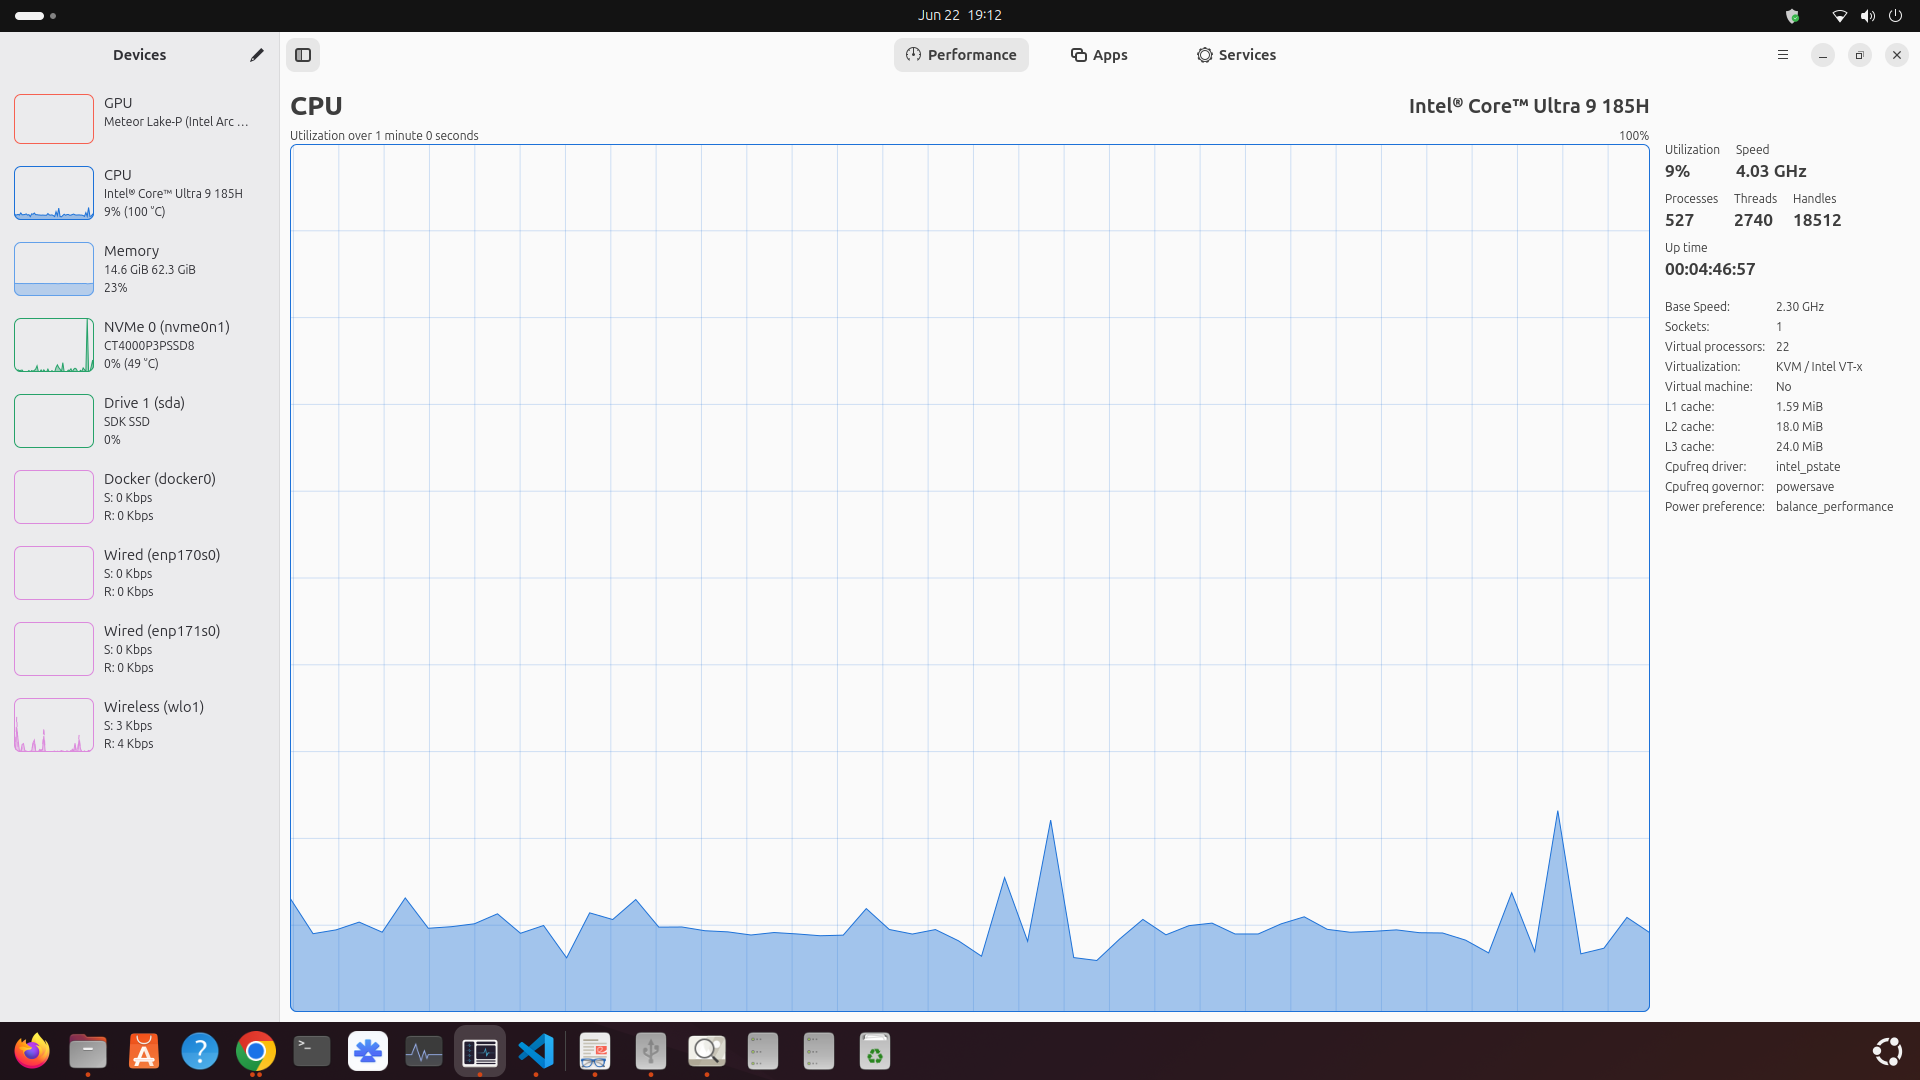 Jun 22 19:12
Devices
Performance
Apps
Services
GPU
Meteor Lake-P (Intel Arc ...
CPU
Intel® Core™ Ultra 9 185H
9% (100 °C)
Memory
14.6 GiB 62.3 GiB
23%
NVMe 0 (nvme0n1)
CT4000P3PSSD8
0% (49 °C)
Drive 1 (sda)
SDK SSD
0%
Docker (docker0)
S: 0 Kbps
R: 0 Kbps
Wired (enp170s0)
S: 0 Kbps
R: 0 Kbps
Wired (enp171s0)
S: 0 Kbps
R: 0 Kbps
Wireless (wlo1)
S: 3 Kbps
R: 4 Kbps
CPU
Intel® Core™ Ultra 9 185H
Utilization over 1 minute 0 seconds
100%
Utilization Speed
9% 4.03 GHz
Processes Threads Handles
527 2740 18512
Up time
00:04:46:57
Base Speed: 2.30 GHz
Sockets: 1
Virtual processors: 22
Virtualization: KVM / Intel VT-x
Virtual machine: No
L1 cache: 1.59 MiB
L2 cache: 18.0 MiB
L3 cache: 24.0 MiB
Cpufreq driver: intel_pstate
Cpufreq governor: powersave
Power preference: balance_performance